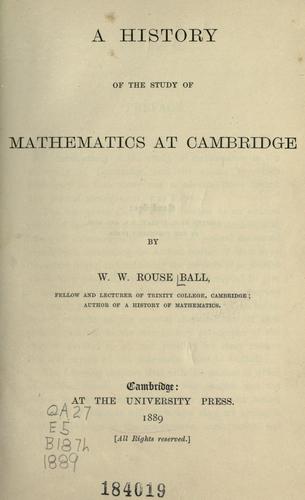 A HISTORY
OF THE STUDY OF
MATHEMATICS AT CAMBRIDGE
BY
W. W. ROUSE BALL,
FELLOW AND LECTURER OF TRINITY COLLEGE, CAMBRIDGE;
AUTHOR OF A HISTORY OF MATHEMATICS.
Cambridge:
AT THE UNIVERSITY PRESS.
1889
[All Rights reserved.]
QA27
E5
B187h
1889
184019